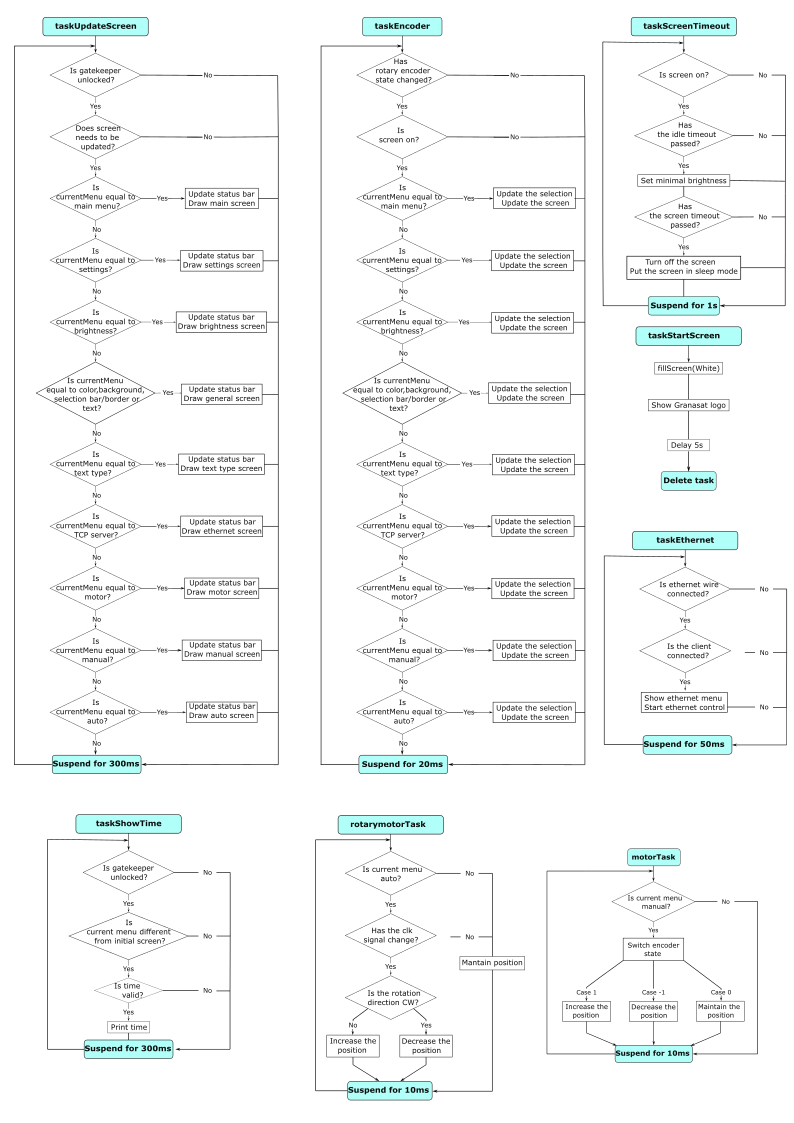 taskUpdateScreen
Is gatekeeper
unlocked?
No
Yes
Does screen
needs to be
updated?
No
Yes
Is
currentMenu equal to
main menu?
Yes
Update status bar
Draw main screen
No
Is
currentMenu equal to
settings?
Yes
Update status bar
Draw settings screen
No
Is
currentMenu equal to
brightness?
Yes
Update status bar
Draw brightness screen
No
Is currentMenu
equal to color,background,
selection bar/border or
text?
Yes
Update status bar
Draw general screen
No
Is
currentMenu equal to
text type?
Yes
Update status bar
Draw text type screen
No
Is
currentMenu equal to
TCP server?
Yes
Update status bar
Draw ethernet screen
No
Is
currentMenu equal to
motor?
Yes
Update status bar
Draw motor screen
No
Is
currentMenu equal to
manual?
Yes
Update status bar
Draw manual screen
No
Is
currentMenu equal to
auto?
Yes
Update status bar
Draw auto screen
No
Suspend for 300ms
taskEncoder
Has
rotary encoder
state changed?
No
Yes
Is
screen on?
No
Yes
Is
currentMenu equal to
main menu?
Yes
Update the selection
Update the screen
No
Is
currentMenu equal to
settings?
Yes
Update the selection
Update the screen
No
Is
currentMenu equal to
brightness?
Yes
Update the selection
Update the screen
No
Is currentMenu
equal to color,background,
selection bar/border or
text?
Yes
Update the selection
Update the screen
No
Is
currentMenu equal to
text type?
Yes
Update the selection
Update the screen
No
Is
currentMenu equal to
TCP server?
Yes
Update the selection
Update the screen
No
Is
currentMenu equal to
motor?
Yes
Update the selection
Update the screen
No
Is
currentMenu equal to
manual?
Yes
Update the selection
Update the screen
No
Is
currentMenu equal to
auto?
Yes
Update the selection
Update the screen
No
Suspend for 20ms
taskScreenTimeout
Is screen on?
No
Yes
Has
the idle timeout
passed?
No
Yes
Set minimal brightness
Has
the screen timeout
passed?
No
Yes
Turn off the screen
Put the screen in sleep mode
Suspend for 1s
taskStartScreen
fillScreen(White)
Show Granasat logo
Delay 5s
Delete task
taskEthernet
Is ethernet wire
connected?
No
Yes
Is the client
connected?
No
Yes
Show ethernet menu
Start ethernet control
No
Suspend for 50ms
taskShowTime
Is gatekeeper
unlocked?
No
Yes
Is
current menu different
from initial screen?
No
Yes
Is time
valid?
No
Yes
Print time
Suspend for 300ms
rotarymotorTask
Is current menu
auto?
No
Yes
Has the clk
signal change?
No
Mantain position
Yes
Is the rotation
direction CW?
No
Yes
Increase the
position
Decrease the
position
Suspend for 10ms
motorTask
Is current menu
manual?
No
Yes
Switch encoder
state
Case 1
Case -1
Case 0
Increase the
position
Decrease the
position
Maintain the
position
Suspend for 10ms